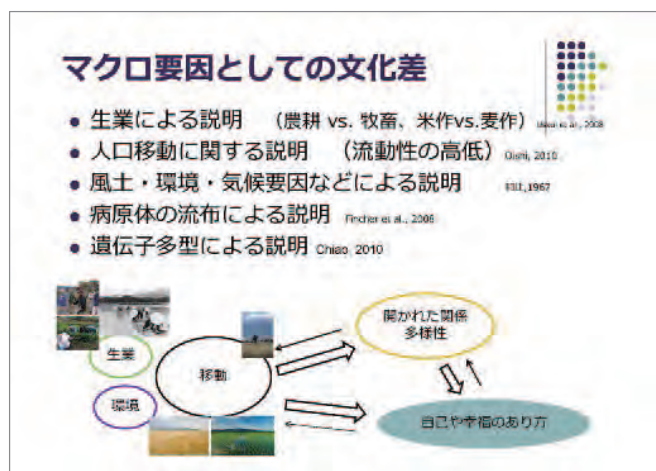 マクロ要因としての文化差
● 生業による説明　（農耕 vs. 牧畜、米作vs.麦作） et al., 2008
● 人口移動に関する説明　（流動性の高低） Oishi, 2010
● 風土・環境・気候要因などによる説明　 1967
● 病原体の流布による説明 Fincher et al., 2008
● 遺伝子多型による説明 Chiao, 2010
開かれた関係
多様性
生業
移動
環境
自己や幸福のあり方